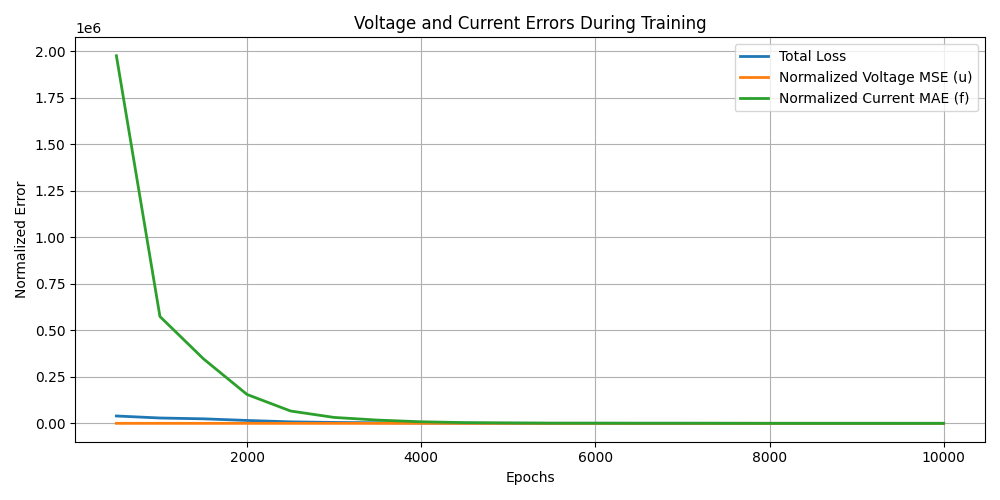 Voltage and Current Errors During Training
1e6
2.00
1.75
1.50
1.25
1.00
0.75
0.50
0.25
0.00
Normalized Error
Total Loss
Normalized Voltage MSE (u)
Normalized Current MAE (f)
2000 4000 6000 8000 10000
Epochs